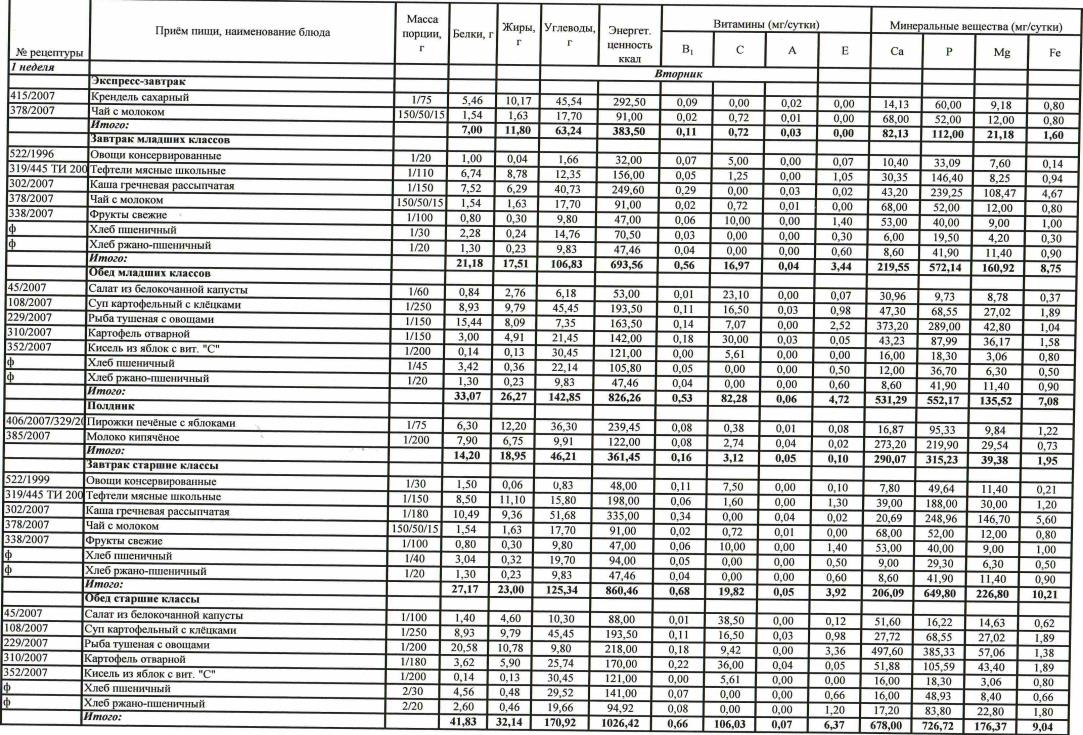 № рецептуры Приём пищи, наименование блюда Масса порции, г Белки, г Жиры, г Углеводы, г Энергет. ценность ккал Витамины (мг/сутки) Минеральные вещества (мг/сутки)
B₁ C A E Ca P Mg Fe
1 неделя Вторник
Экспресс-завтрак
415/2007 Крендель сахарный 1/75 5,46 10,17 45,54 292,50 0,09 0,00 0,02 0,00 14,13 60,00 9,18 0,80
378/2007 Чай с молоком 150/50/15 1,54 1,63 17,70 91,00 0,02 0,72 0,01 0,00 68,00 52,00 12,00 0,80
Итого: 7,00 11,80 63,24 383,50 0,11 0,72 0,03 0,00 82,13 112,00 21,18 1,60
Завтрак младших классов
522/1996 Овощи консервированные 1/20 1,00 0,04 1,66 32,00 0,07 5,00 0,00 0,07 10,40 33,09 7,60 0,14
319/445 ТИ 200 Тефтели мясные школьные 1/110 6,74 8,78 12,35 156,00 0,05 1,25 0,00 1,05 30,35 146,40 8,25 0,94
302/2007 Каша гречневая рассыпчатая 1/150 7,52 6,29 40,73 249,60 0,29 0,00 0,03 0,02 43,20 239,25 108,47 4,67
378/2007 Чай с молоком 150/50/15 1,54 1,63 17,70 91,00 0,02 0,72 0,01 0,00 68,00 52,00 12,00 0,80
338/2007 Фрукты свежие 1/100 0,80 0,30 9,80 47,00 0,06 10,00 0,00 1,40 53,00 40,00 9,00 1,00
ф Хлеб пшеничный 1/30 2,28 0,24 14,76 70,50 0,03 0,00 0,00 0,30 6,00 19,50 4,20 0,30
ф Хлеб ржано-пшеничный 1/20 1,30 0,23 9,83 47,46 0,04 0,00 0,00 0,60 8,60 41,90 11,40 0,90
Итого: 21,18 17,51 106,83 693,56 0,56 16,97 0,04 3,44 219,55 572,14 160,92 8,75
Обед младших классов
45/2007 Салат из белокочанной капусты 1/60 0,84 2,76 6,18 53,00 0,01 23,10 0,00 0,07 30,96 9,73 8,78 0,37
108/2007 Суп картофельный с клёцками 1/250 8,93 9,79 45,45 193,50 0,11 16,50 0,03 0,98 47,30 68,55 27,02 1,89
229/2007 Рыба тушеная с овощами 1/150 15,44 8,09 7,35 163,50 0,14 7,07 0,00 2,52 373,20 289,00 42,80 1,04
310/2007 Картофель отварной 1/150 3,00 4,91 21,45 142,00 0,18 30,00 0,03 0,05 43,23 87,99 36,17 1,58
352/2007 Кисель из яблок с вит. "С" 1/200 0,14 0,13 30,45 121,00 0,00 5,61 0,00 0,00 16,00 18,30 3,06 0,80
ф Хлеб пшеничный 1/45 3,42 0,36 22,14 105,80 0,05 0,00 0,00 0,50 12,00 36,70 6,30 0,50
ф Хлеб ржано-пшеничный 1/20 1,30 0,23 9,83 47,46 0,04 0,00 0,00 0,60 8,60 41,90 11,40 0,90
Итого: 33,07 26,27 142,85 826,26 0,53 82,28 0,06 4,72 531,29 552,17 135,52 7,08
Полдник
406/2007/329/20 Пирожки печёные с яблоками 1/75 6,30 12,20 36,30 239,45 0,08 0,38 0,01 0,08 16,87 95,33 9,84 1,22
385/2007 Молоко кипячёное 1/200 7,90 6,75 9,91 122,00 0,08 2,74 0,04 0,02 273,20 219,90 29,54 0,73
Итого: 14,20 18,95 46,21 361,45 0,16 3,12 0,05 0,10 290,07 315,23 39,38 1,95
Завтрак старшие классы
522/1999 Овощи консервированные 1/30 1,50 0,06 0,83 48,00 0,11 7,50 0,00 0,10 7,80 49,64 11,40 0,21
319/445 ТИ 200 Тефтели мясные школьные 1/150 8,50 11,10 15,80 198,00 0,06 1,60 0,00 1,30 39,00 188,00 30,00 1,20
302/2007 Каша гречневая рассыпчатая 1/180 10,49 9,36 51,68 335,00 0,34 0,00 0,04 0,02 20,69 248,96 146,70 5,60
378/2007 Чай с молоком 150/50/15 1,54 1,63 17,70 91,00 0,02 0,72 0,01 0,00 68,00 52,00 12,00 0,80
338/2007 Фрукты свежие 1/100 0,80 0,30 9,80 47,00 0,06 10,00 0,00 1,40 53,00 40,00 9,00 1,00
ф Хлеб пшеничный 1/40 3,04 0,32 19,70 94,00 0,05 0,00 0,00 0,50 9,00 29,30 6,30 0,50
ф Хлеб ржано-пшеничный 1/20 1,30 0,23 9,83 47,46 0,04 0,00 0,00 0,60 8,60 41,90 11,40 0,90
Итого: 27,17 23,00 125,34 860,46 0,68 19,82 0,05 3,92 206,09 649,80 226,80 10,21
Обед старшие классы
45/2007 Салат из белокочанной капусты 1/100 1,40 4,60 10,30 88,00 0,01 38,50 0,00 0,12 51,60 16,22 14,63 0,62
108/2007 Суп картофельный с клёцками 1/250 8,93 9,79 45,45 193,50 0,11 16,50 0,03 0,98 27,72 68,55 27,02 1,89
229/2007 Рыба тушеная с овощами 1/200 20,58 10,78 9,80 218,00 0,18 9,42 0,00 3,36 497,60 385,33 57,06 1,38
310/2007 Картофель отварной 1/180 3,62 5,90 25,74 170,00 0,22 36,00 0,04 0,05 51,88 105,59 43,40 1,89
352/2007 Кисель из яблок с вит. "С" 1/200 0,14 0,13 30,45 121,00 0,00 5,61 0,00 0,00 16,00 18,30 3,06 0,80
ф Хлеб пшеничный 2/30 4,56 0,48 29,52 141,00 0,07 0,00 0,00 0,66 16,00 48,93 8,40 0,66
ф Хлеб ржано-пшеничный 2/20 2,60 0,46 19,66 94,92 0,08 0,00 0,00 1,20 17,20 83,80 22,80 1,80
Итого: 41,83 32,14 170,92 1026,42 0,66 106,03 0,07 6,37 678,00 726,72 176,37 9,04